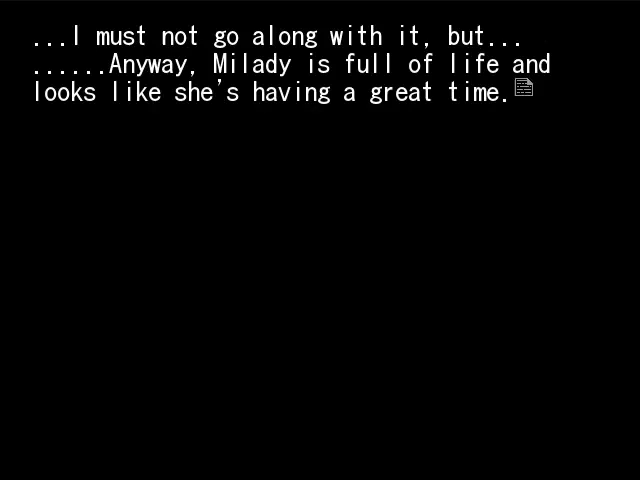 ...I must not go along with it, but...
......Anyway, Milady is full of life and
looks like she's having a great time.